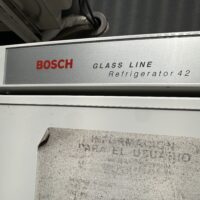 BOSCH GLASS LINE
Refrigerator 42
INFORMACION
PARA EL USUARIO